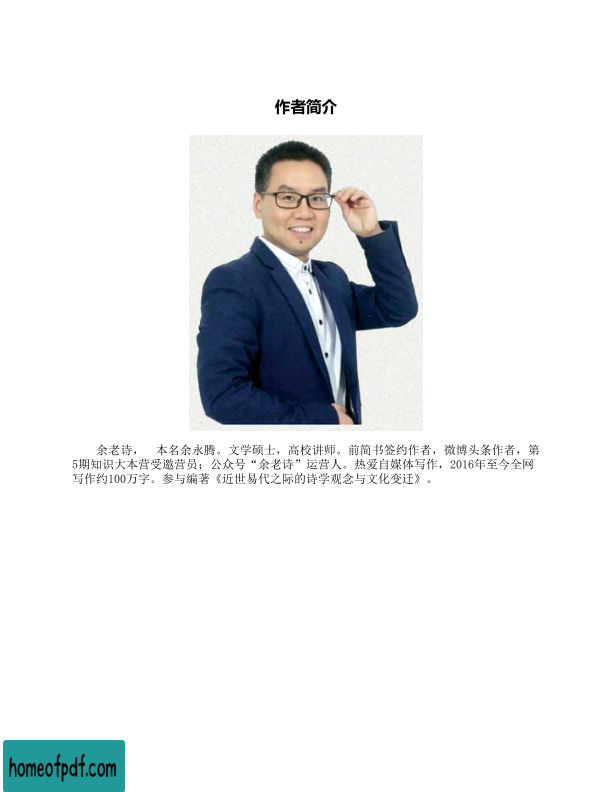 作者简介
余老诗， 本名余永腾。文学硕士，高校讲师。前简书签约作者，微博头条作者，第
5期知识大本营受邀营员；公众号“余老诗”运营人。热爱自媒体写作，2016年至今全网
写作约100万字。参与编著《近世易代之际的诗学观念与文化变迁》。
homeofpdf.com